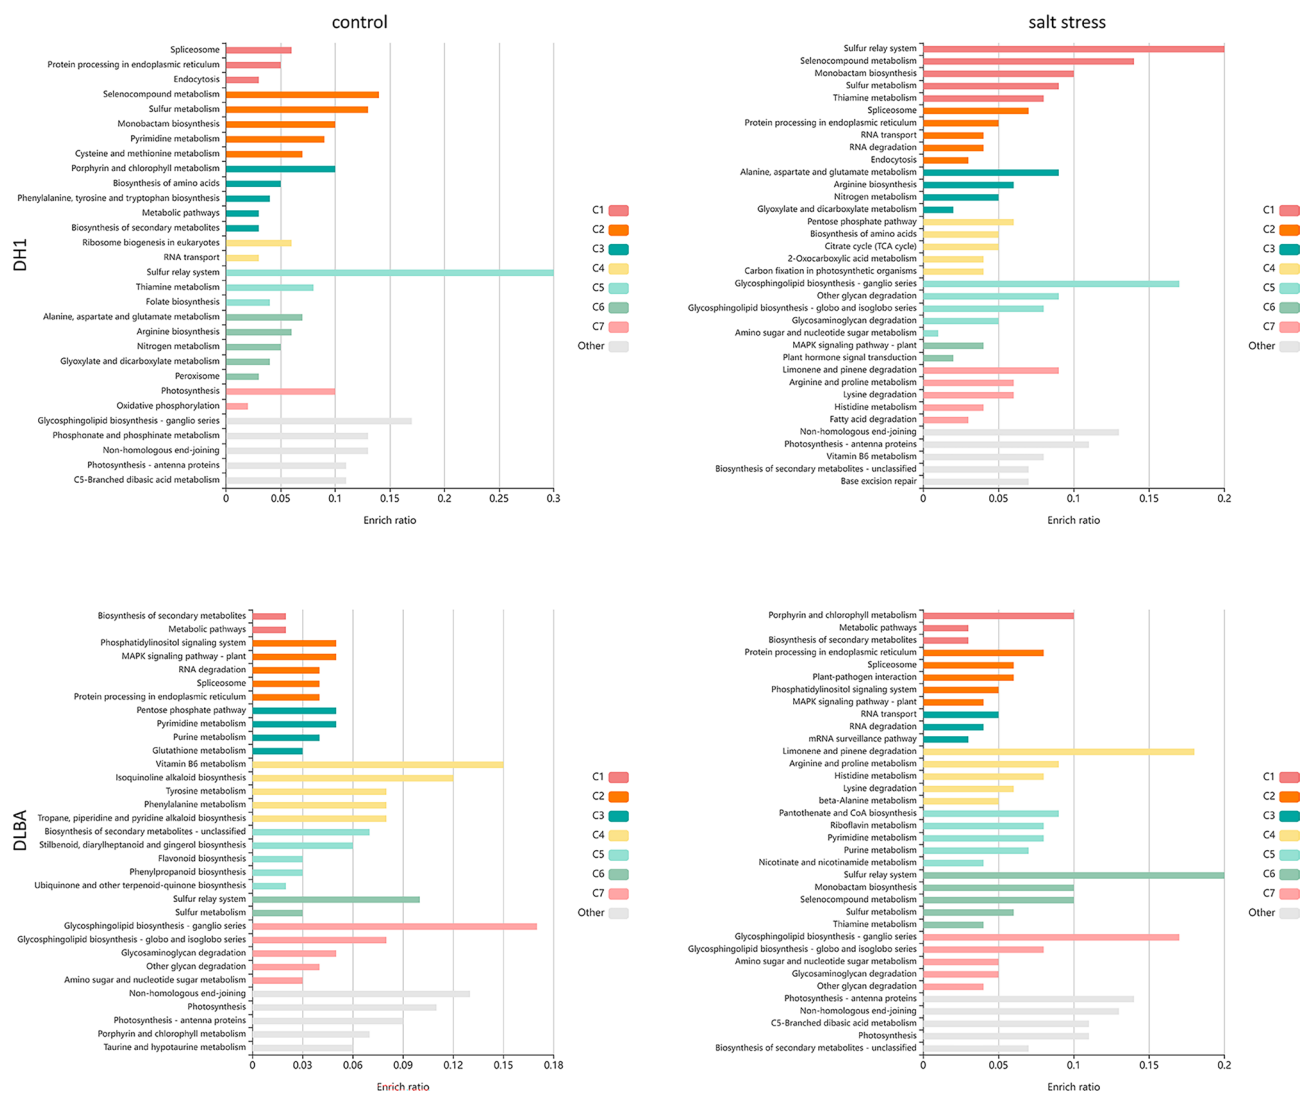 control
Spliceosome
Protein processing in endoplasmic reticulum
Endocytosis
Selenocompound metabolism
Sulfur metabolism
Monobactam biosynthesis
Pyrimidine metabolism
Cysteine and methionine metabolism
Porphyrin and chlorophyll metabolism
Biosynthesis of amino acids
Phenylalanine, tyrosine and tryptophan biosynthesis
Metabolic pathways
Biosynthesis of secondary metabolites
Ribosome biogenesis in eukaryotes
RNA transport
Sulfur relay system
Thiamine metabolism
Folate biosynthesis
Alanine, aspartate and glutamate metabolism
Arginine biosynthesis
Nitrogen metabolism
Glyoxylate and dicarboxylate metabolism
Peroxisome
Photosynthesis
Oxidative phosphorylation
Glycosphingolipid biosynthesis - ganglio series
Phosphonate and phosphinate metabolism
Non-homologous end-joining
Photosynthesis - antenna proteins
C5-Branched dibasic acid metabolism
0 0.05 0.1 0.15 0.2 0.25 0.3
Enrich ratio
DH1
C1
C2
C3
C4
C5
C6
C7
Other
salt stress
Sulfur relay system
Selenocompound metabolism
Monobactam biosynthesis
Sulfur metabolism
Thiamine metabolism
Spliceosome
Protein processing in endoplasmic reticulum
RNA transport
RNA degradation
Endocytosis
Alanine, aspartate and glutamate metabolism
Arginine biosynthesis
Nitrogen metabolism
Glyoxylate and dicarboxylate metabolism
Pentose phosphate pathway
Biosynthesis of amino acids
Citrate cycle (TCA cycle)
2-Oxocarboxylic acid metabolism
Carbon fixation in photosynthetic organisms
Glycosphingolipid biosynthesis - ganglio series
Other glycan degradation
Glycosphingolipid biosynthesis - globo and isoglobo series
Glycosaminoglycan degradation
Amino sugar and nucleotide sugar metabolism
MAPK signaling pathway - plant
Plant hormone signal transduction
Limonene and pinene degradation
Arginine and proline metabolism
Lysine degradation
Histidine metabolism
Fatty acid degradation
Non-homologous end-joining
Photosynthesis - antenna proteins
Vitamin B6 metabolism
Biosynthesis of secondary metabolites - unclassified
Base excision repair
0 0.05 0.1 0.15 0.2
Enrich ratio
C1
C2
C3
C4
C5
C6
C7
Other
Biosynthesis of secondary metabolites
Metabolic pathways
Phosphatidylinositol signaling system
MAPK signaling pathway - plant
RNA degradation
Spliceosome
Protein processing in endoplasmic reticulum
Pentose phosphate pathway
Pyrimidine metabolism
Purine metabolism
Glutathione metabolism
Vitamin B6 metabolism
Isoquinoline alkaloid biosynthesis
Tyrosine metabolism
Phenylalanine metabolism
Tropane, piperidine and pyridine alkaloid biosynthesis
Biosynthesis of secondary metabolites - unclassified
Stilbenoid, diarylheptanoid and gingerol biosynthesis
Flavonoid biosynthesis
Phenylpropanoid biosynthesis
Ubiquinone and other terpenoid-quinone biosynthesis
Sulfur relay system
Sulfur metabolism
Glycosphingolipid biosynthesis - ganglio series
Glycosphingolipid biosynthesis - globo and isoglobo series
Glycosaminoglycan degradation
Other glycan degradation
Amino sugar and nucleotide sugar metabolism
Non-homologous end-joining
Photosynthesis
Photosynthesis - antenna proteins
Porphyrin and chlorophyll metabolism
Taurine and hypotaurine metabolism
0 0.03 0.06 0.09 0.12 0.15 0.18
Enrich ratio
DLBA
C1
C2
C3
C4
C5
C6
C7
Other
Porphyrin and chlorophyll metabolism
Metabolic pathways
Biosynthesis of secondary metabolites
Protein processing in endoplasmic reticulum
Spliceosome
Plant-pathogen interaction
Phosphatidylinositol signaling system
MAPK signaling pathway - plant
RNA transport
RNA degradation
mRNA surveillance pathway
Limonene and pinene degradation
Arginine and proline metabolism
Histidine metabolism
Lysine degradation
beta-Alanine metabolism
Pantothenate and CoA biosynthesis
Riboflavin metabolism
Pyrimidine metabolism
Purine metabolism
Nicotinate and nicotinamide metabolism
Sulfur relay system
Monobactam biosynthesis
Selenocompound metabolism
Sulfur metabolism
Thiamine metabolism
Glycosphingolipid biosynthesis - ganglio series
Glycosphingolipid biosynthesis - globo and isoglobo series
Amino sugar and nucleotide sugar metabolism
Glycosaminoglycan degradation
Other glycan degradation
Photosynthesis - antenna proteins
Non-homologous end-joining
C5-Branched dibasic acid metabolism
Photosynthesis
Biosynthesis of secondary metabolites - unclassified
0 0.05 0.1 0.15 0.2
Enrich ratio
C1
C2
C3
C4
C5
C6
C7
Other